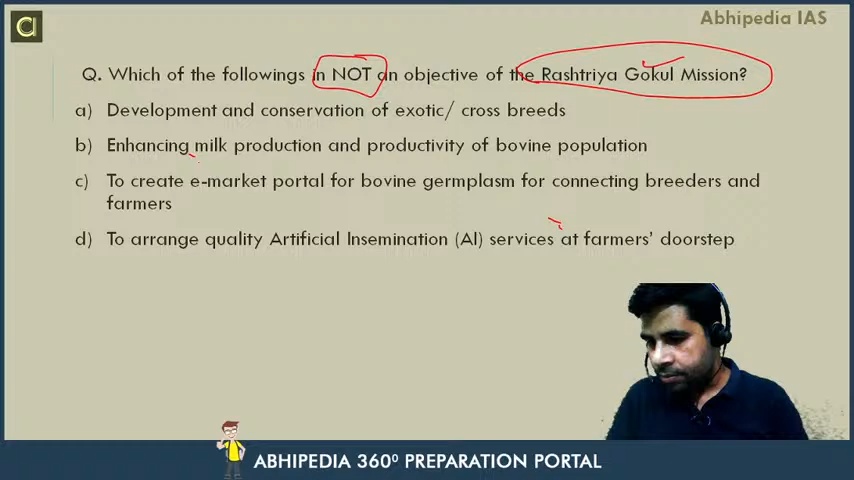 Abhipedia IAS
a
Q. Which of the followings in NOT an objective of the Rashtriya Gokul Mission?
a) Development and conservation of exotic/ cross breeds
b) Enhancing milk production and productivity of bovine population
c) To create e-market portal for bovine germplasm for connecting breeders and
farmers
d) To arrange quality Artificial Insemination (AI) services at farmers' doorstep
ABHIPEDIA 360⁰ PREPARATION PORTAL